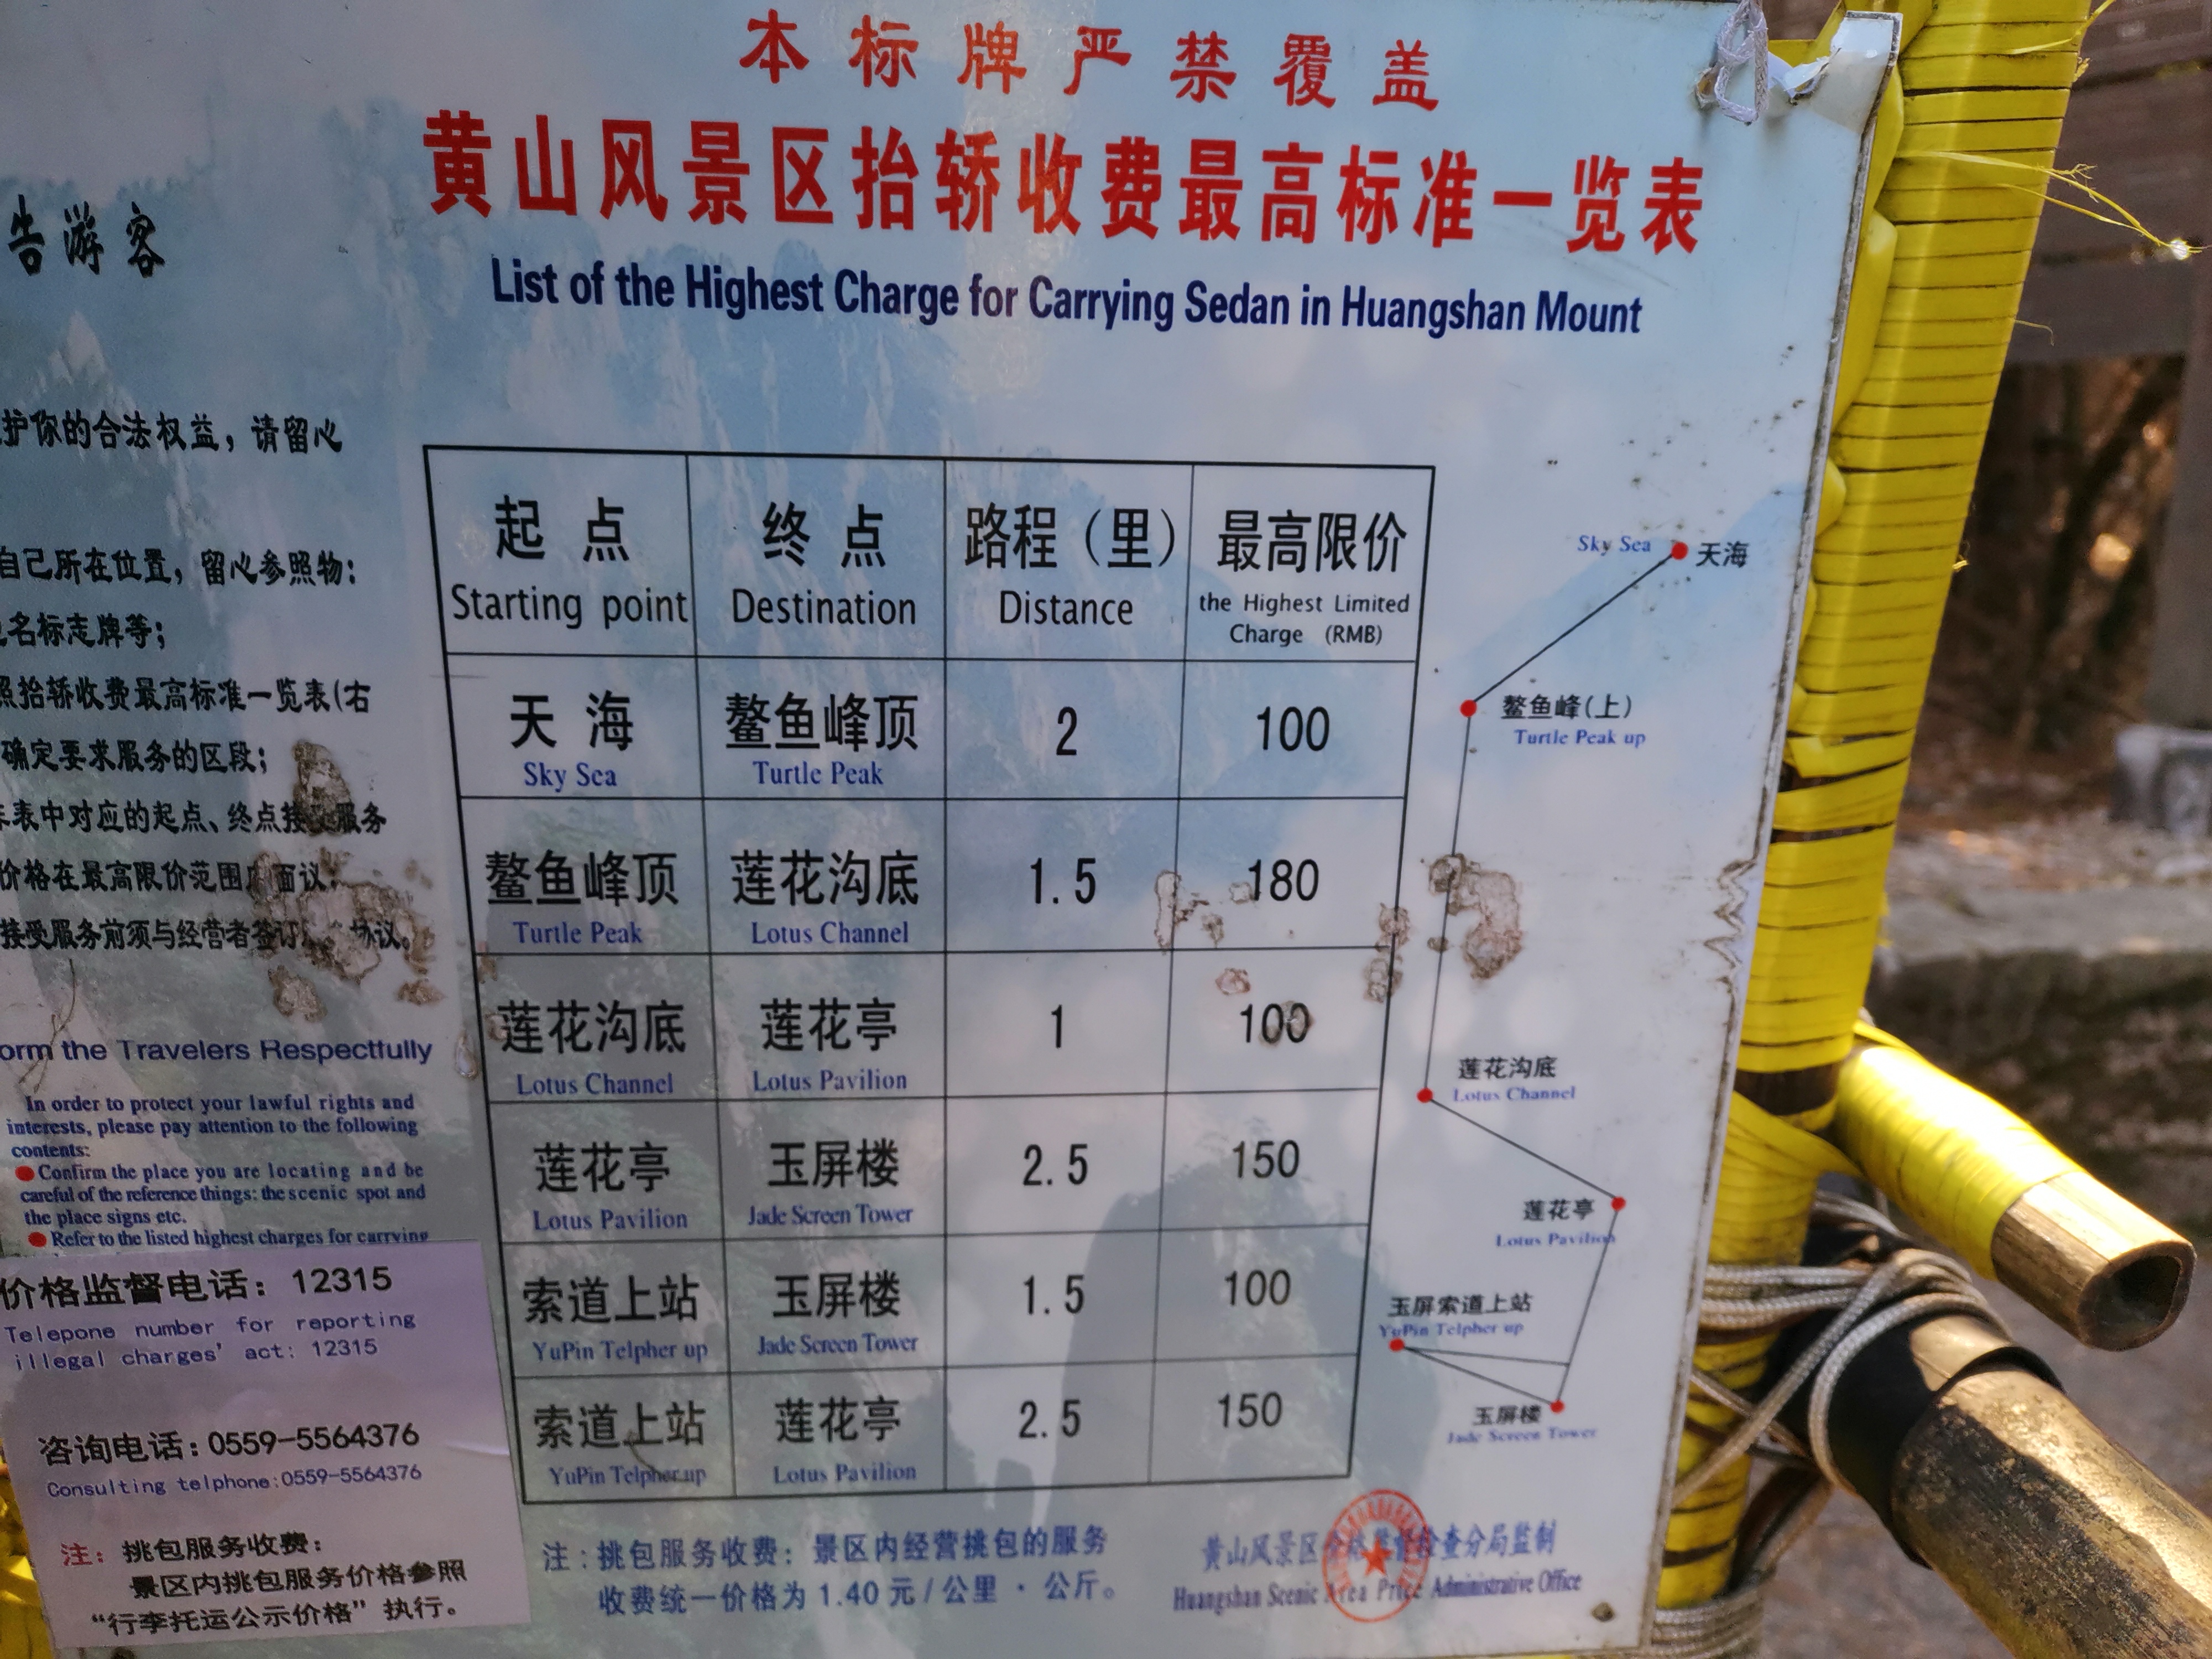 本标牌严禁覆盖
黄山风景区抬轿收费最高标准一览表
List of the Highest Charge for Carrying Sedan in Huangshan Mount
告游客
护你的合法权益，请留心
自己所在位置，留心参照物：
名标志牌等；
照抬轿收费最高标准一览表(右
确定要求服务的区段；
表中对应的起点、终点接 服务
价格在最高限价范围 面议。
接受服务前须与经营者签订 协议。
orm the Travelers Respectfully
In order to protect your lawful rights and
interests, please pay attention to the following
contents:
Confirm the place you are locating and be
careful of the reference things: the scenic spot and
the place signs etc.
Refer to the listed highest charges for carrying
价格监督电话：12315
Telepone number for reporting
illegal charges' act: 12315
咨询电话：0559-5564376
Consulting telphone:0559-5564376
注：挑包服务收费：
景区内挑包服务价格参照
“行李托运公示价格”执行。
起点 终点 路程（里） 最高限价
Starting point Destination Distance the Highest Limited
Charge (RMB)
天海 鳌鱼峰顶 2 100
Sky Sea Turtle Peak
鳌鱼峰顶 莲花沟底 1.5 180
Turtle Peak Lotus Channel
莲花沟底 莲花亭 1 100
Lotus Channel Lotus Pavilion
莲花亭 玉屏楼 2.5 150
Lotus Pavilion Jade Screen Tower
索道上站 玉屏楼 1.5 100
YuPin Telpher up Jade Screen Tower
索道上站 莲花亭 2.5 150
YuPin Telpher up Lotus Pavilion
Sky Sea 天海
鳌鱼峰(上)
Turtle Peak up
莲花沟底
Lotus Channel
莲花亭
Lotus Pavilion
玉屏索道上站
YuPin Telpher up
玉屏楼
Jade Screen Tower
注：挑包服务收费：景区内经营挑包的服务
收费统一价格为1.40元/公里·公斤。
黄山风景区价格监督检查分局监制
Huangshan Scenic Area Price Administrative Office